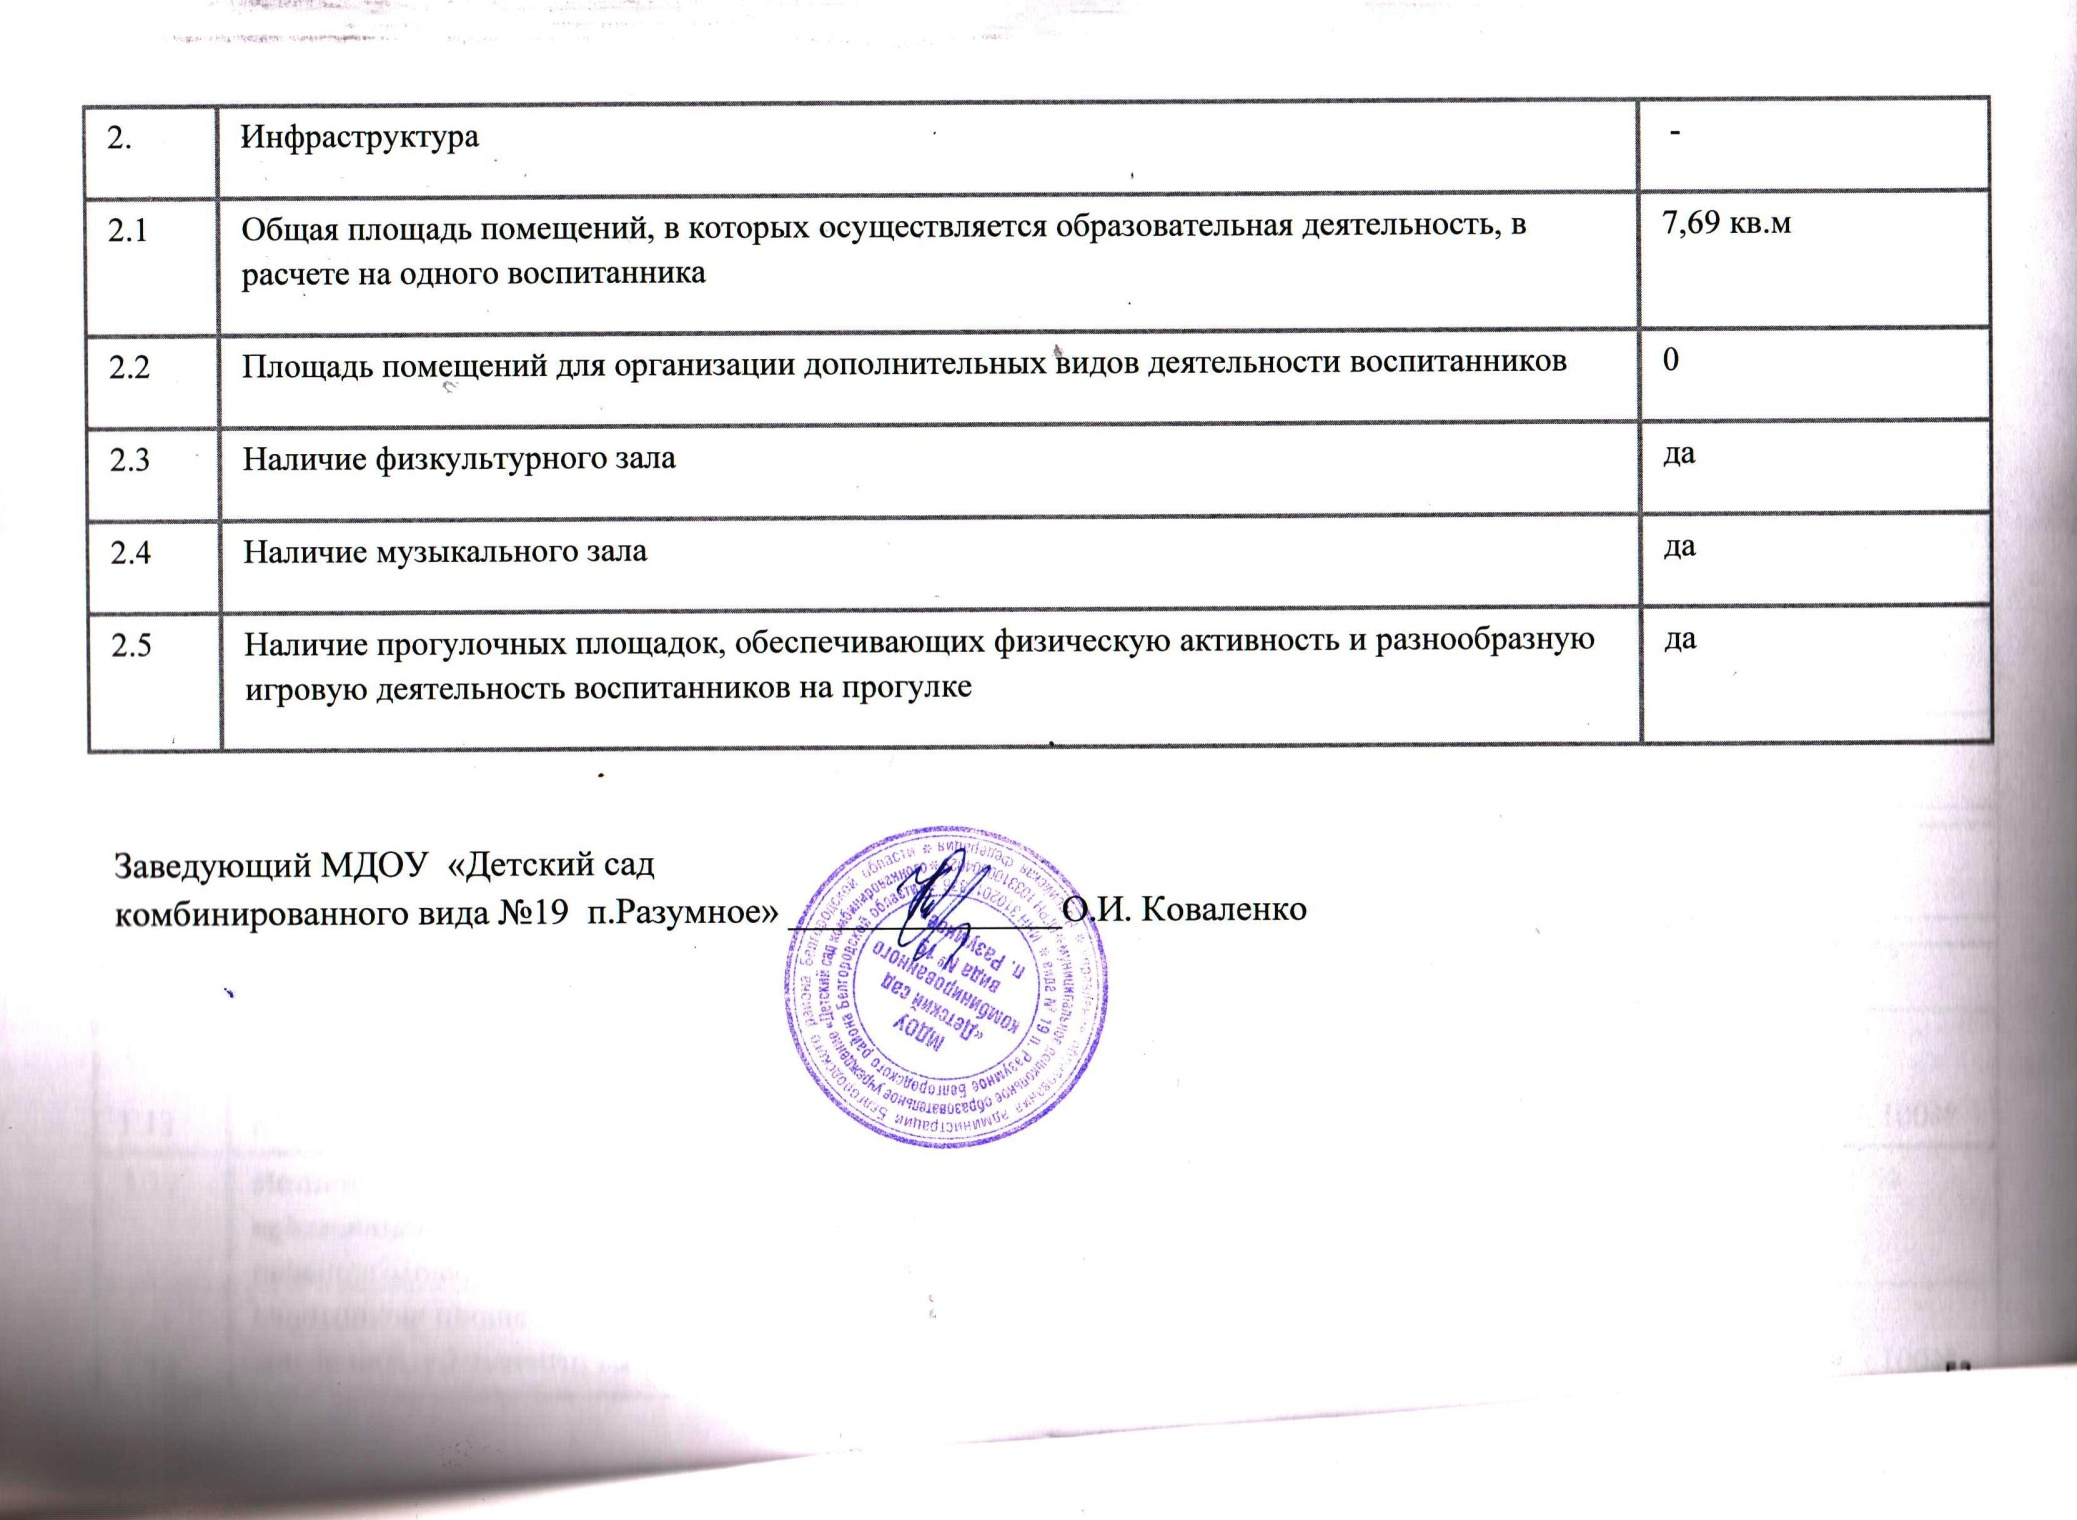 2. Инфраструктура -
2.1 Общая площадь помещений, в которых осуществляется образовательная деятельность, в 7,69 кв.м
расчете на одного воспитанника
2.2 Площадь помещений для организации дополнительных видов деятельности воспитанников 0
2.3 Наличие физкультурного зала да
2.4 Наличие музыкального зала да
2.5 Наличие прогулочных площадок, обеспечивающих физическую активность и разнообразную да
игровую деятельность воспитанников на прогулке
Заведующий МДОУ «Детский сад
комбинированного вида №19 п.Разумное» О.И. Коваленко
МДОУ
«Детский сад
комбинированного
вида № 19
п. Разумное»